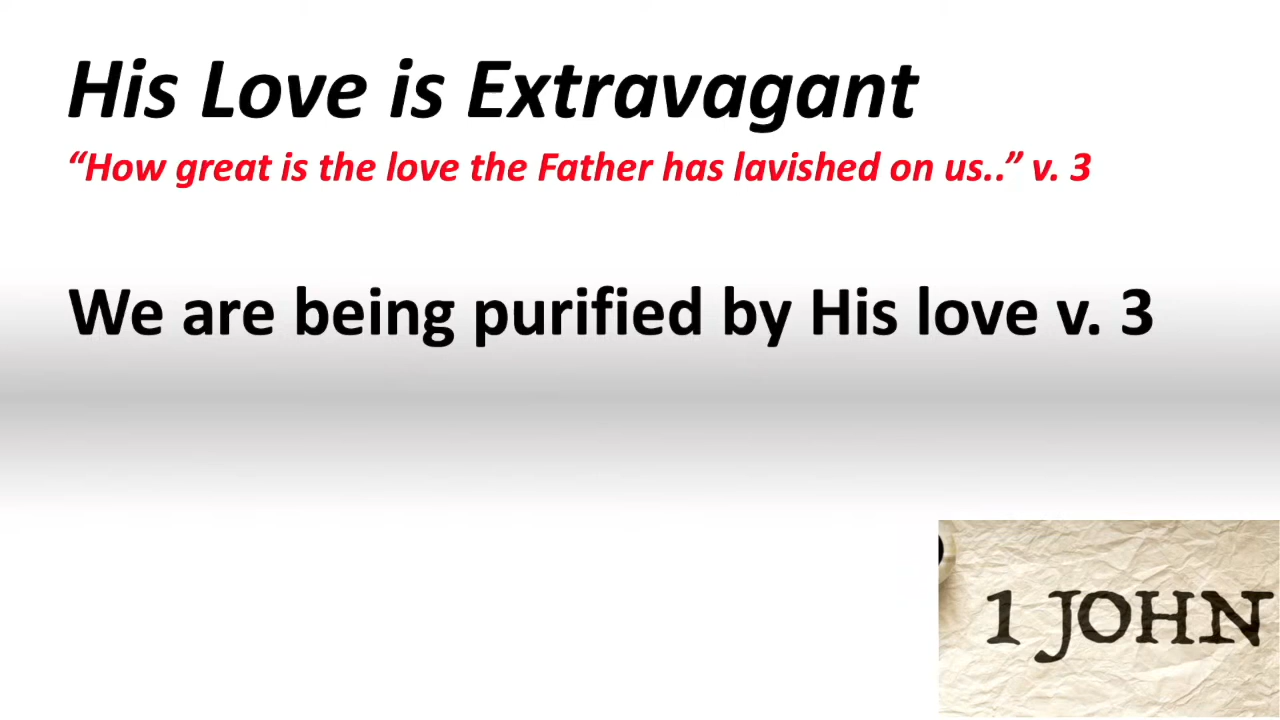 His Love is Extravagant
“How great is the love the Father has lavished on us..” v. 3
We are being purified by His love v. 3
1 JOHN